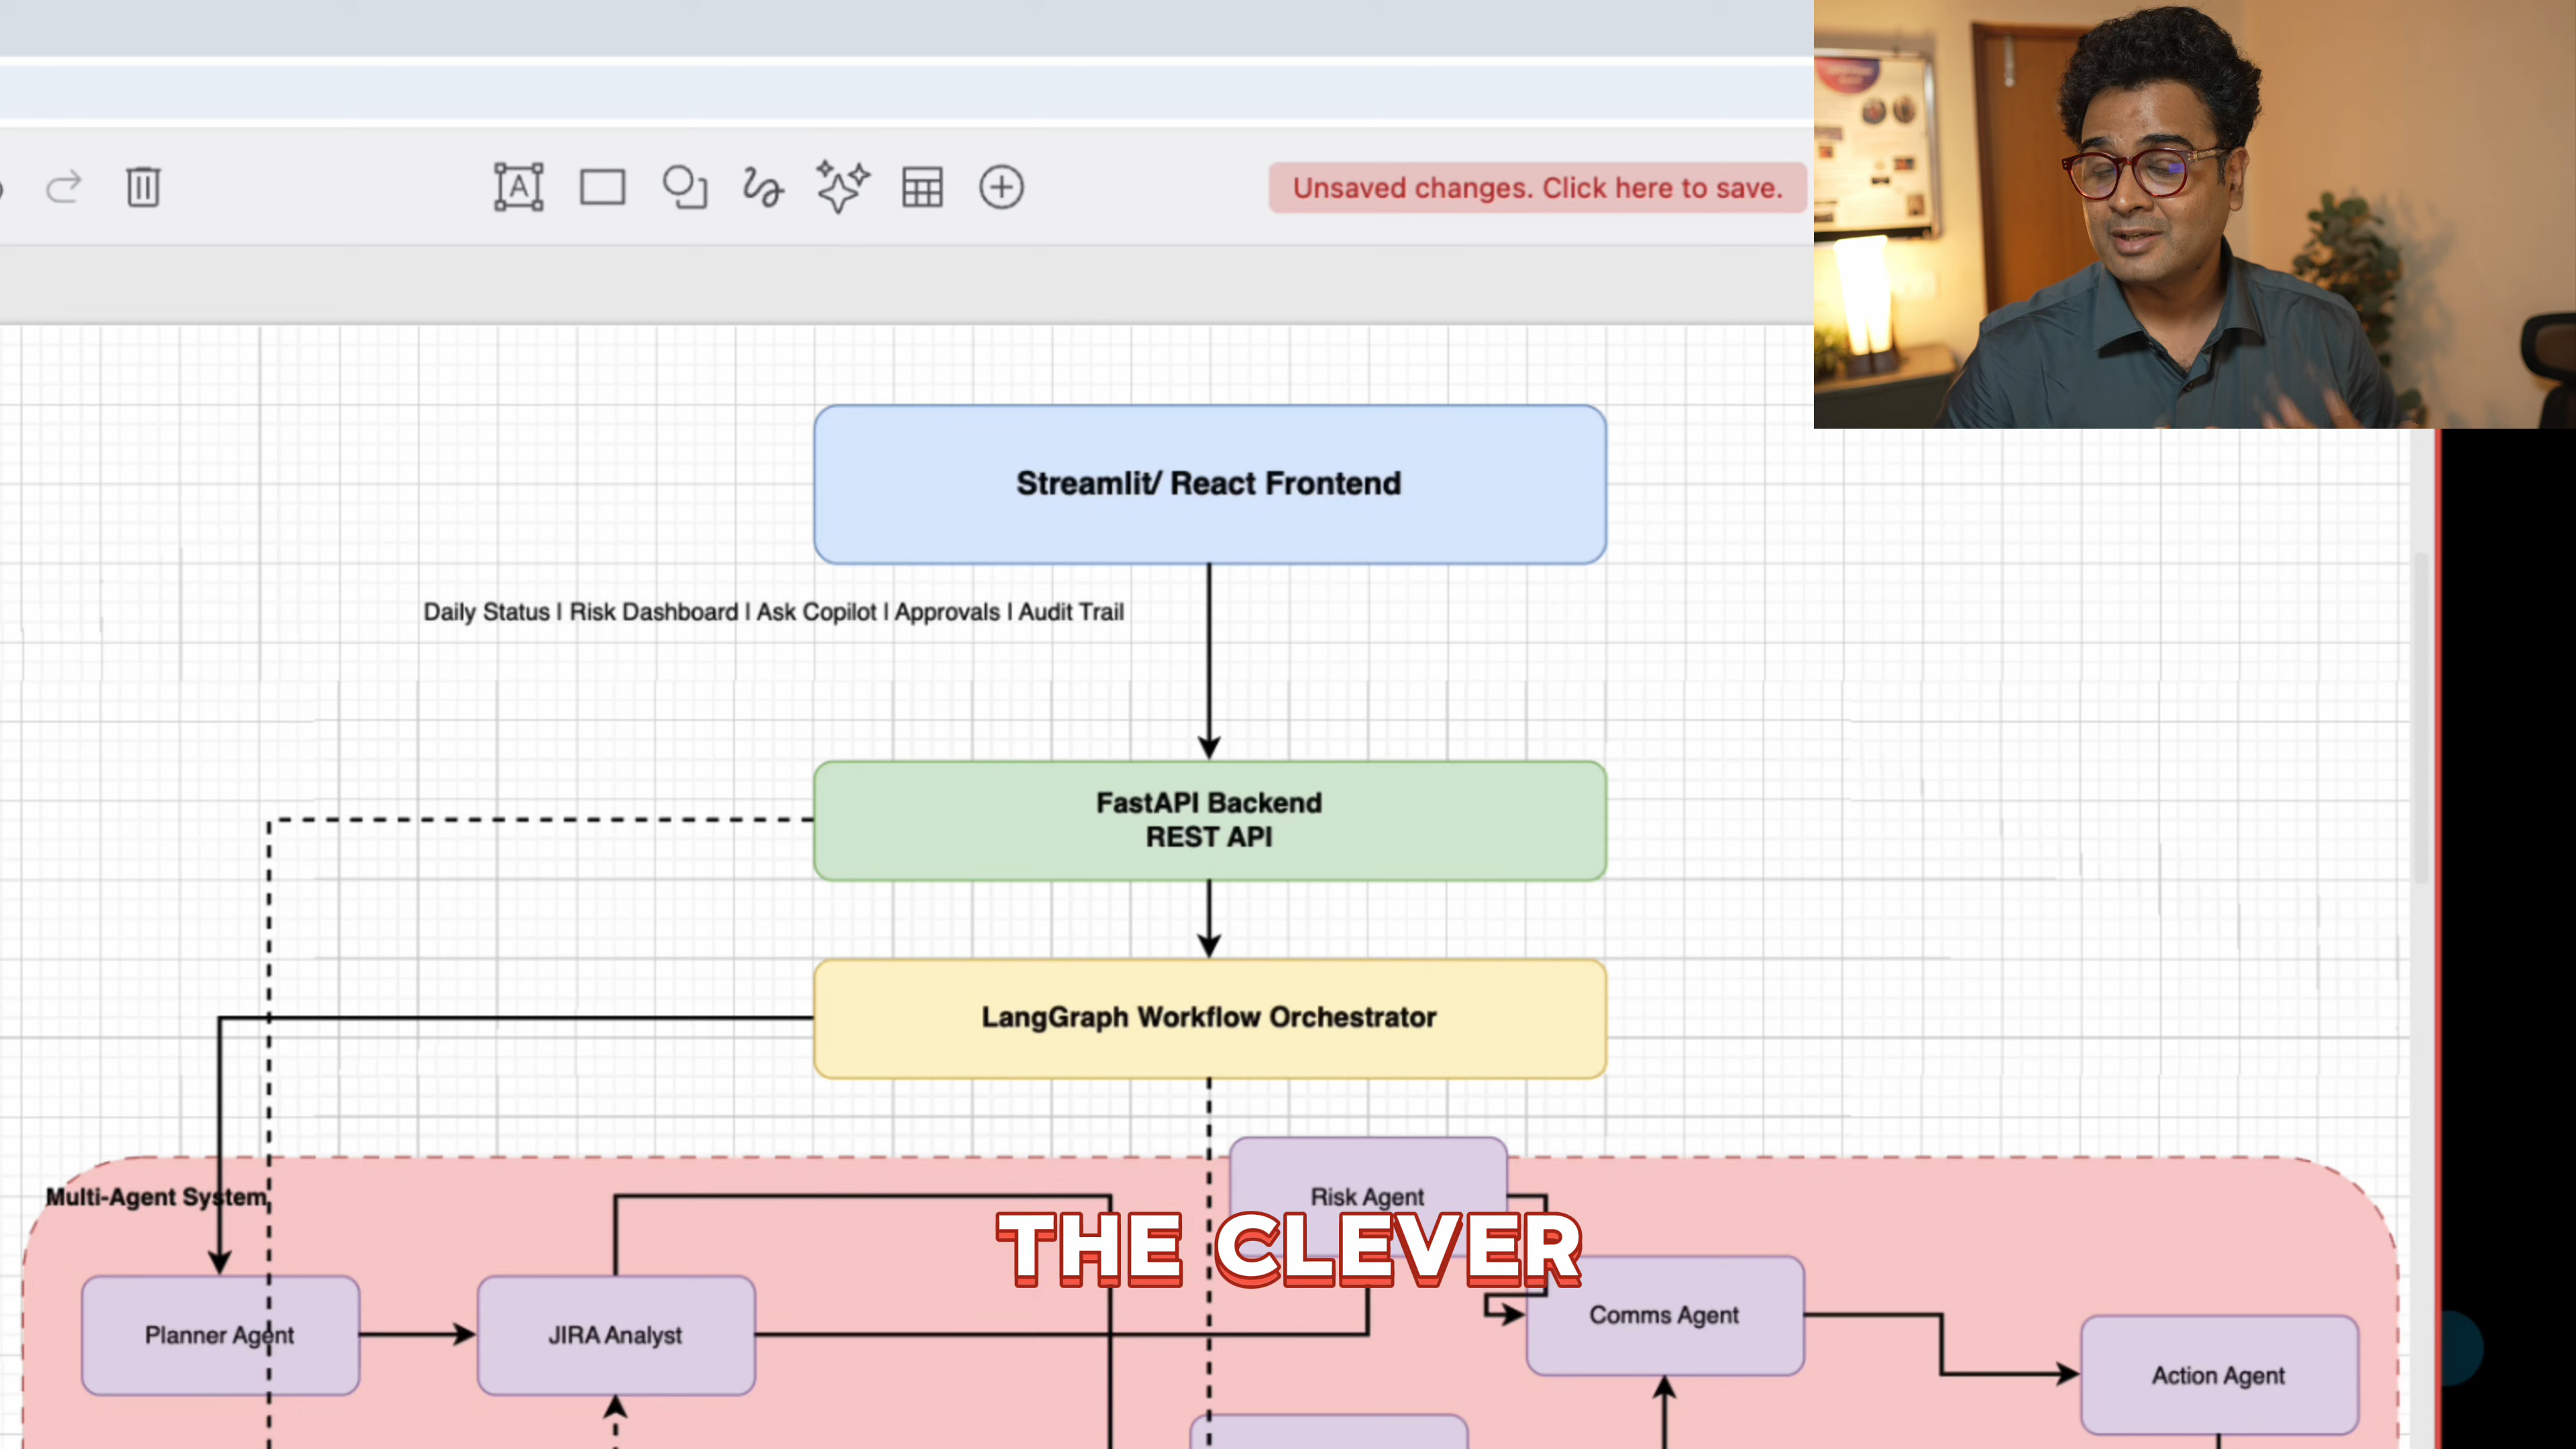 Unsaved changes. Click here to save.
Streamlit/ React Frontend
Daily Status | Risk Dashboard | Ask Copilot | Approvals | Audit Trail
FastAPI Backend
REST API
LangGraph Workflow Orchestrator
Multi-Agent System
Risk Agent
THE CLEVER
Planner Agent
JIRA Analyst
Comms Agent
Action Agent